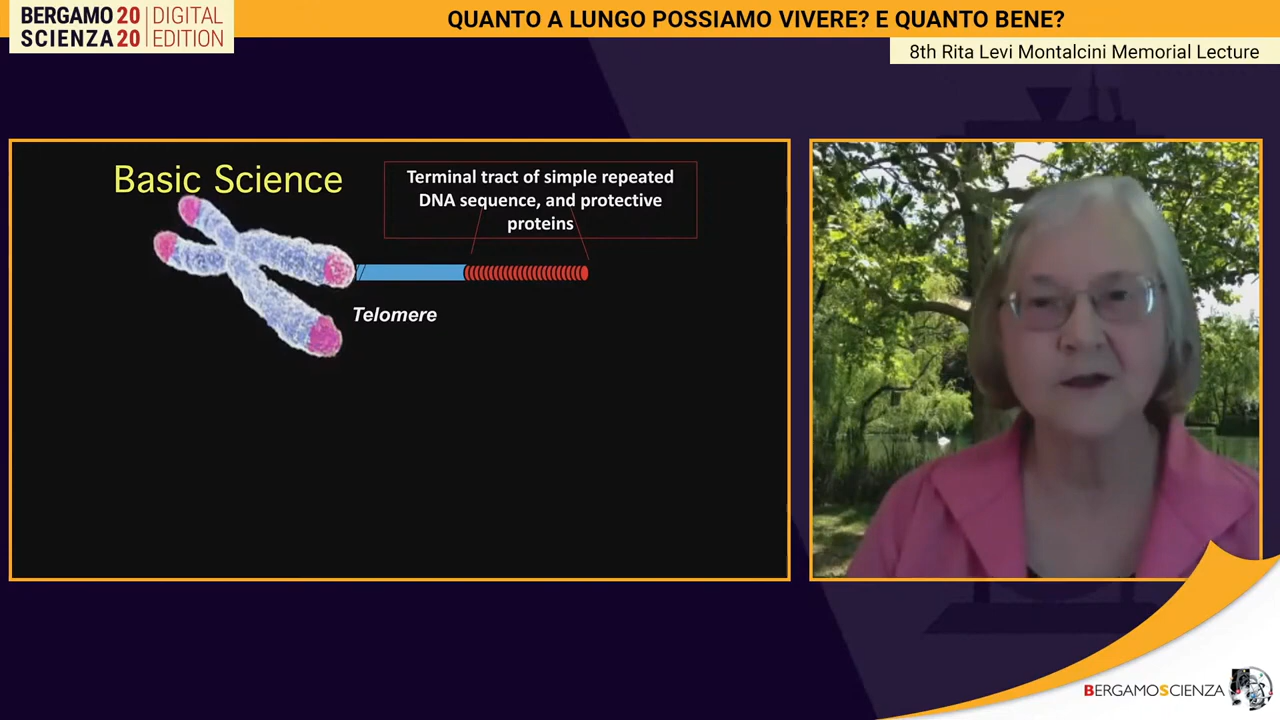 BERGAMO 20 DIGITAL
SCIENZA 20 EDITION
QUANTO A LUNGO POSSIAMO VIVERE? E QUANTO BENE?
8th Rita Levi Montalcini Memorial Lecture
Basic Science
Terminal tract of simple repeated
DNA sequence, and protective
proteins
Telomere
BERGAMOSCIENZA